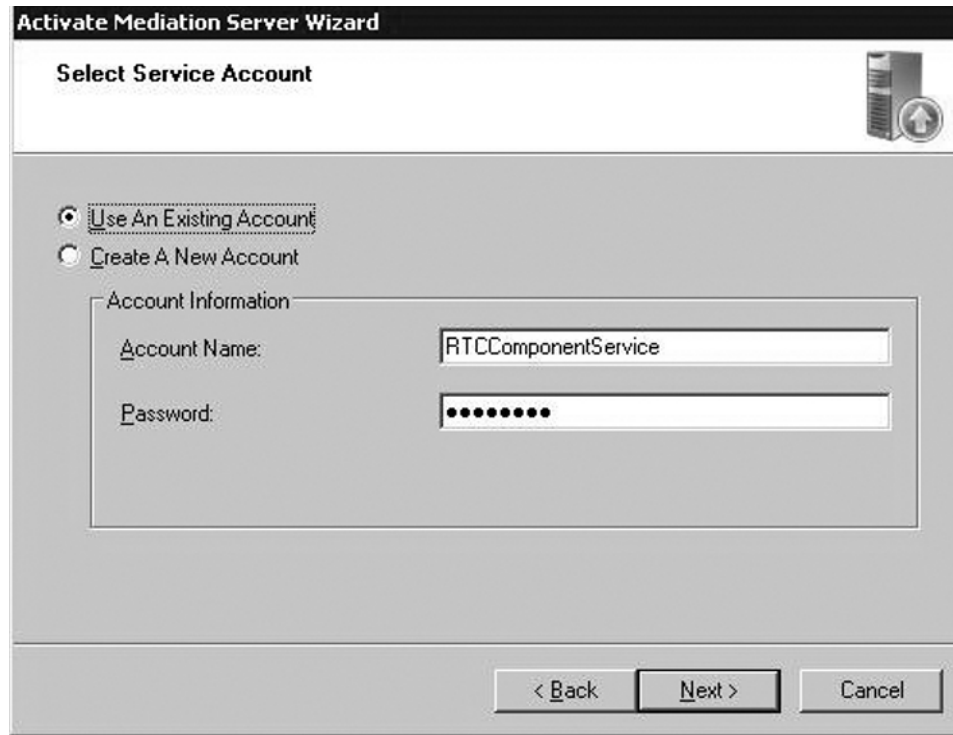 Activate Mediation Server Wizard
Select Service Account
Use An Existing Account
Create A New Account
Account Information
Account Name: RTCComponentService
Password: ●●●●●●●●
< Back Next > Cancel